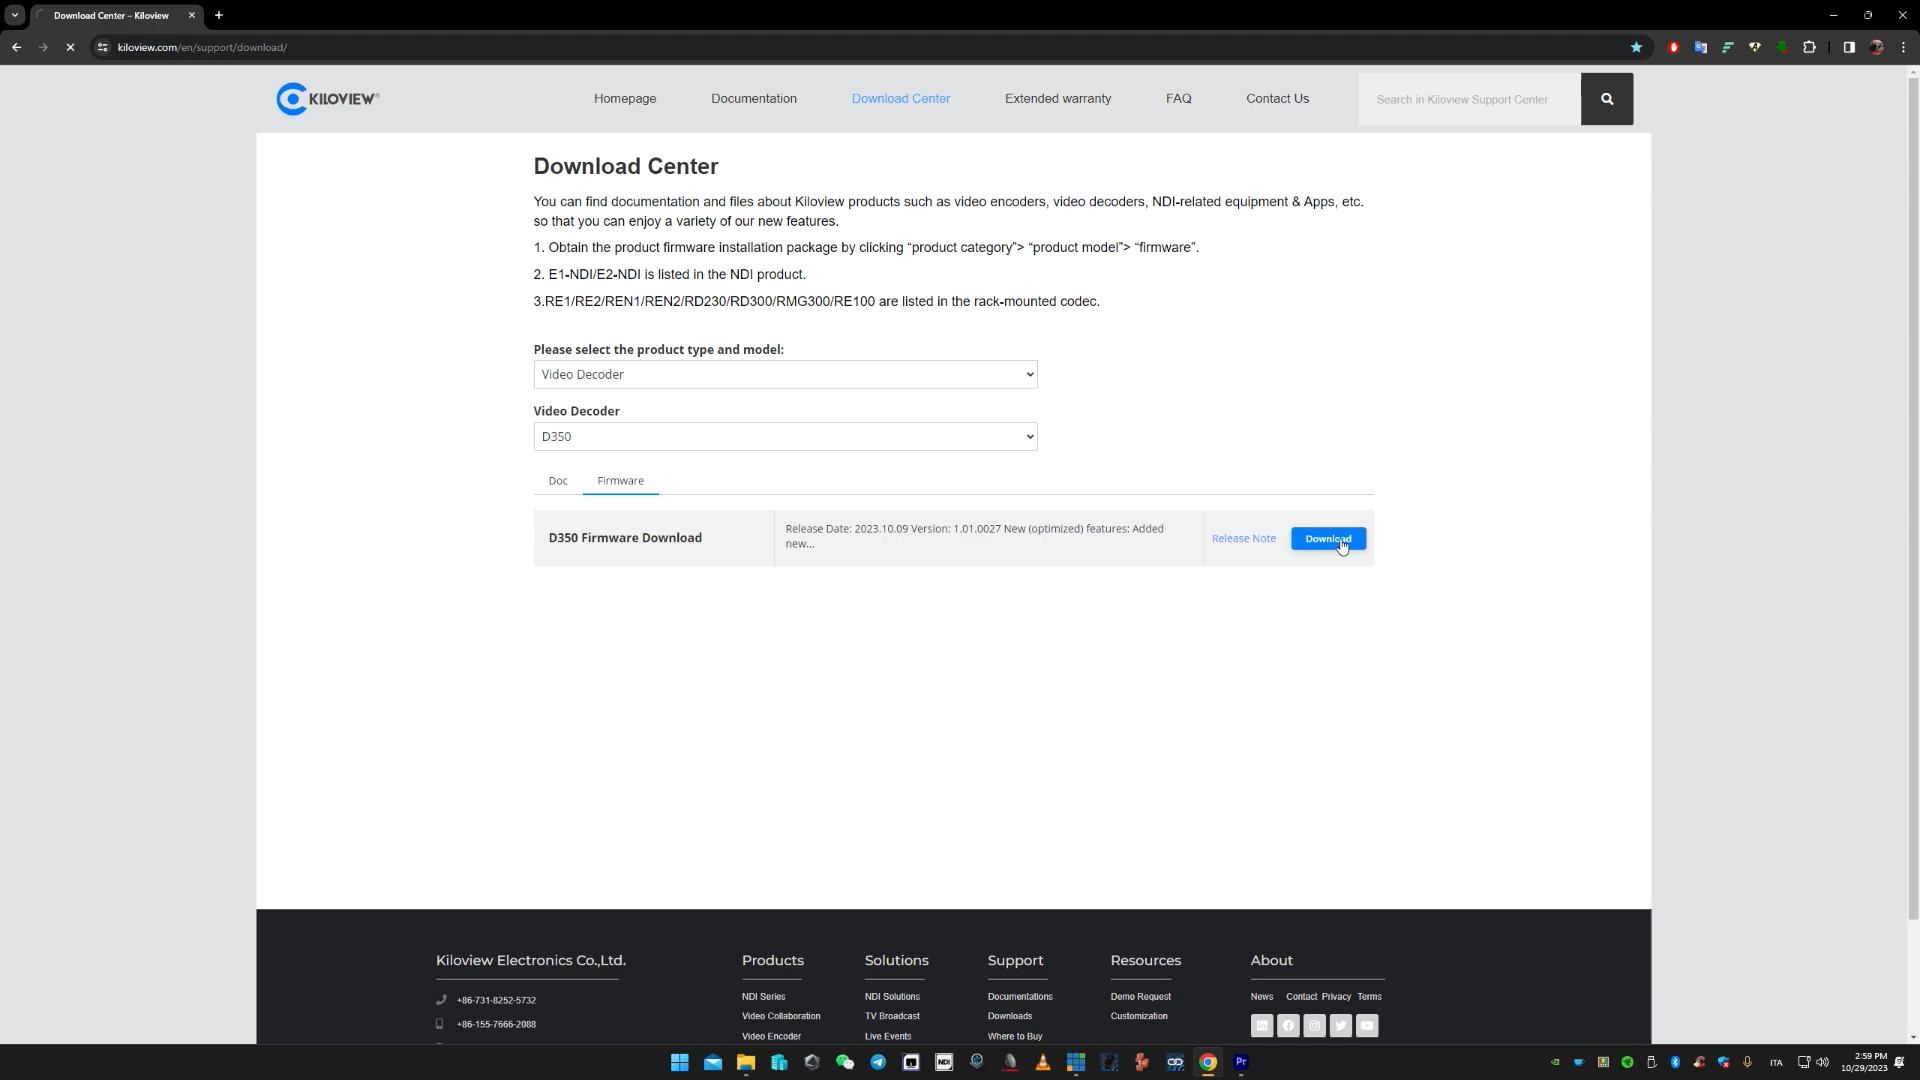 Download Center – Kiloview
kiloview.com/en/support/download/
KILOVIEW®
Homepage
Documentation
Download Center
Extended warranty
FAQ
Contact Us
Search in Kiloview Support Center
Download Center
You can find documentation and files about Kiloview products such as video encoders, video decoders, NDI-related equipment & Apps, etc.
so that you can enjoy a variety of our new features.
1. Obtain the product firmware installation package by clicking “product category”> “product model”> “firmware”.
2. E1-NDI/E2-NDI is listed in the NDI product.
3.RE1/RE2/REN1/REN2/RD230/RD300/RMG300/RE100 are listed in the rack-mounted codec.
Please select the product type and model:
Video Decoder
Video Decoder
D350
Doc
Firmware
D350 Firmware Download
Release Date: 2023.10.09 Version: 1.01.0027 New (optimized) features: Added
new...
Release Note
Download
Kiloview Electronics Co.,Ltd.
+86-731-8252-5732
+86-155-7666-2088
Products
NDI Series
Video Collaboration
Video Encoder
Solutions
NDI Solutions
TV Broadcast
Live Events
Support
Documentations
Downloads
Where to Buy
Resources
Demo Request
Customization
About
News
Contact
Privacy
Terms
NDI
Pr
ITA
2:59 PM
10/29/2023